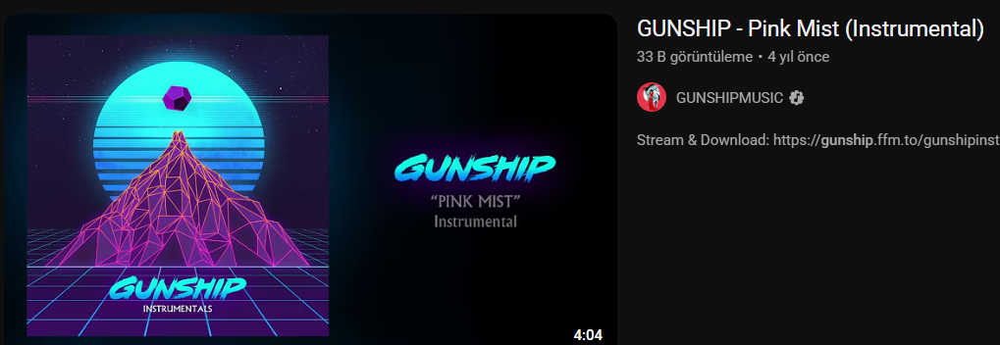 GUNSHIP - Pink Mist (Instrumental)
33 B görüntüleme • 4 yıl önce
GUNSHIPMUSIC
Stream & Download: https://gunship.ffm.to/gunshipinst
GUNSHIP
"PINK MIST"
Instrumental
GUNSHIP
INSTRUMENTALS
4:04